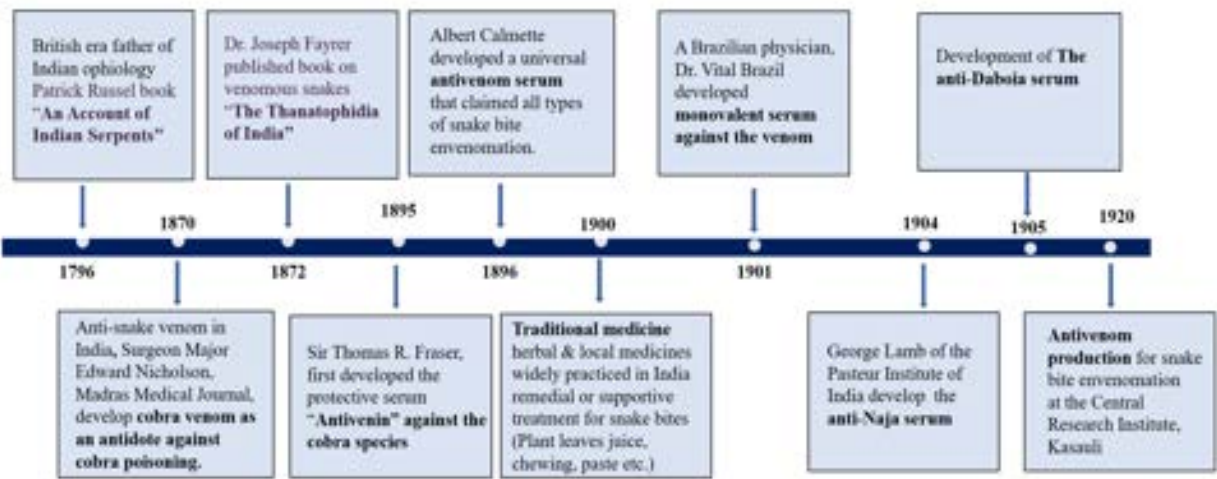 British era father of
Indian ophiology
Patrick Russel book
“An Account of
Indian Serpents”
Dr. Joseph Fayrer
published book on
venomous snakes
“The Thanatophidia
of India”
Albert Calmette
developed a universal
antivenom serum
that claimed all types
of snake bite
envenomation.
A Brazilian physician,
Dr. Vital Brazil
developed
monovalent serum
against the venom
Development of The
anti-Daboia serum
1870
1895
1900
1904
1905
1920
1796
1872
1896
1901
Anti-snake venom in
India, Surgeon Major
Edward Nicholson,
Madras Medical Journal,
develop cobra venom as
an antidote against
cobra poisoning.
Sir Thomas R. Fraser,
first developed the
protective serum
“Antivenin” against the
cobra species
Traditional medicine
herbal & local medicines
widely practiced in India
remedial or supportive
treatment for snake bites
(Plant leaves juice,
chewing, paste etc.)
George Lamb of the
Pasteur Institute of
India develop the
anti-Naja serum
Antivenom
production for snake
bite envenomation
at the Central
Research Institute,
Kasauli